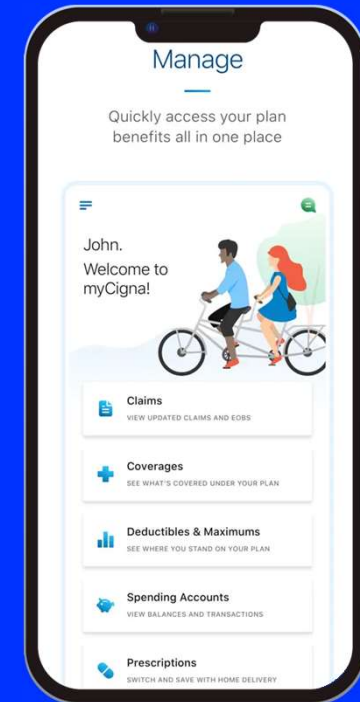 Manage
Quickly access your plan
benefits all in one place
John.
Welcome to
myCigna!
Claims
VIEW UPDATED CLAIMS AND EOBS
Coverages
SEE WHAT'S COVERED UNDER YOUR PLAN
Deductibles & Maximums
SEE WHERE YOU STAND ON YOUR PLAN
Spending Accounts
VIEW BALANCES AND TRANSACTIONS
Prescriptions
SWITCH AND SAVE WITH HOME DELIVERY